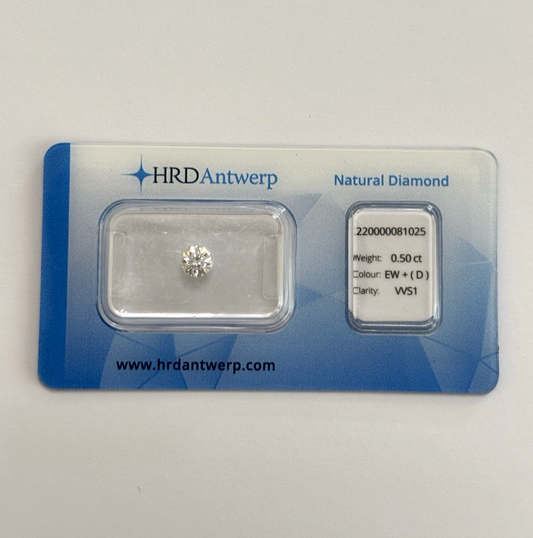 HRDAntwerp
Natural Diamond
.220000081025
Weight: 0.50 ct
Colour: EW + ( D )
Clarity: VVS1
www.hrdantwerp.com